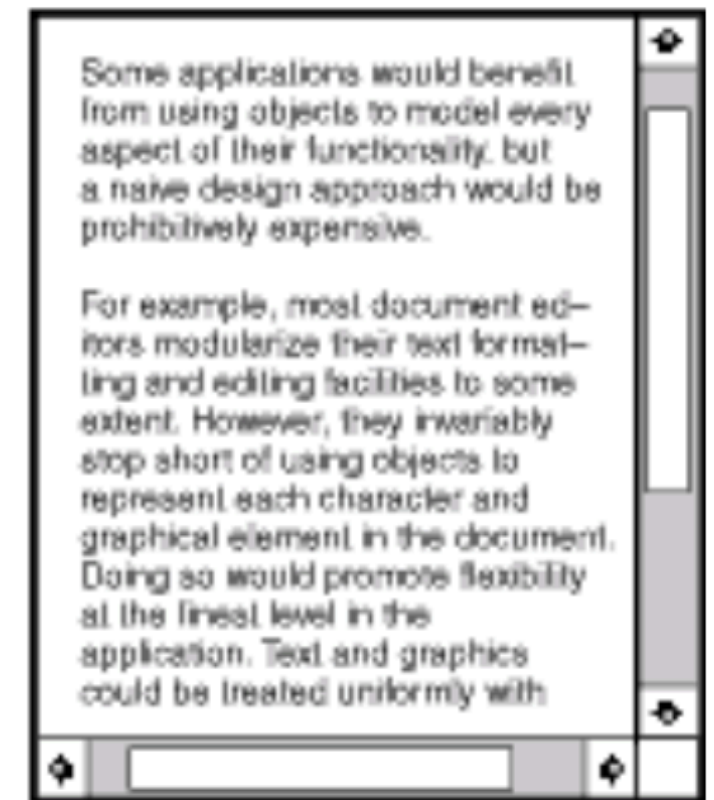 Some applications would benefit
from using objects to model every
aspect of their functionality, but
a naive design approach would be
prohibitively expensive.
For example, most document ed–
itors modularize their text format–
ting and editing facilities to some
extent. However, they invariably
stop short of using objects to
represent each character and
graphical element in the document.
Doing so would promote flexibility
at the finest level in the
application. Text and graphics
could be treated uniformly with